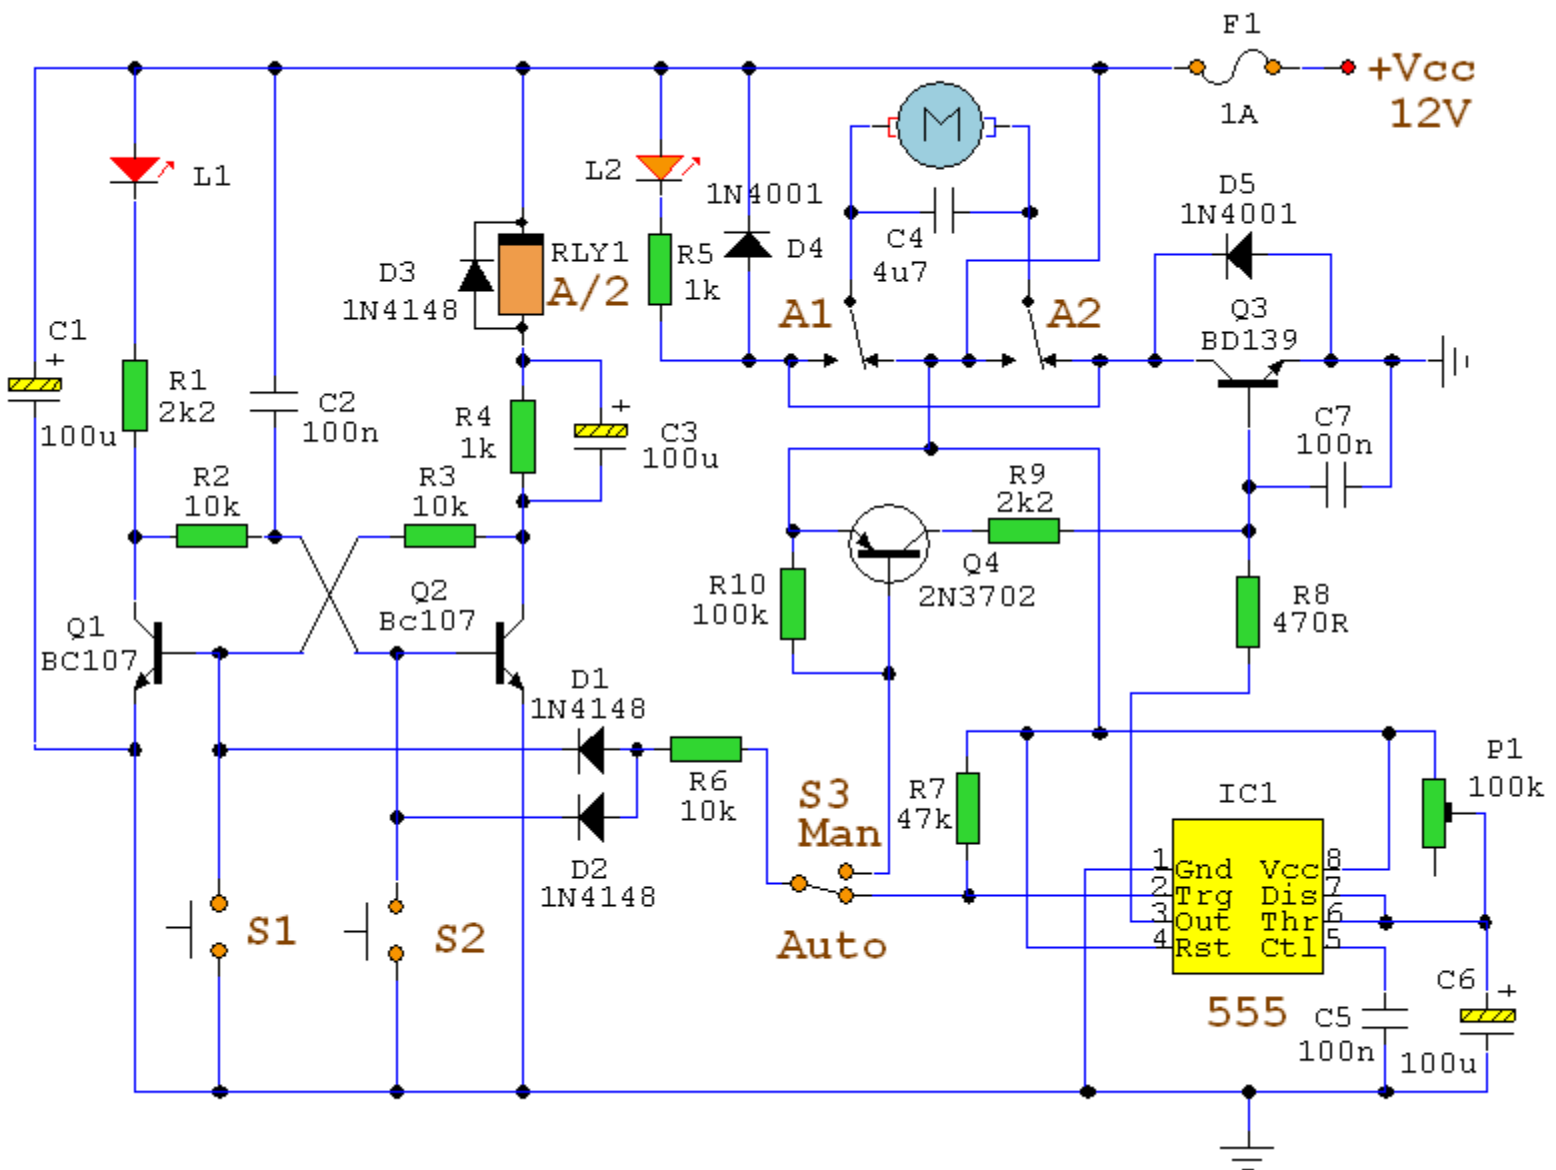 F1
+Vcc
1A
12V
M
L1
L2
1N4001
D5
1N4001
D3
1N4148
RLY1
A/2
R5
1k
D4
C4
4u7
A1
A2
Q3
BD139
C1
+
100u
R1
2k2
C2
100n
R4
1k
+
C3
100u
C7
100n
R2
10k
R3
10k
R9
2k2
Q4
2N3702
R10
100k
R8
470R
Q1
BC107
Q2
Bc107
D1
1N4148
R6
10k
D2
1N4148
S3
Man
R7
47k
IC1
P1
100k
1 Gnd Vcc 8
2 Trg Dis 7
3 Out Thr 6
4 Rst Ctl 5
S1
S2
Auto
555
C5
100n
C6
+
100u